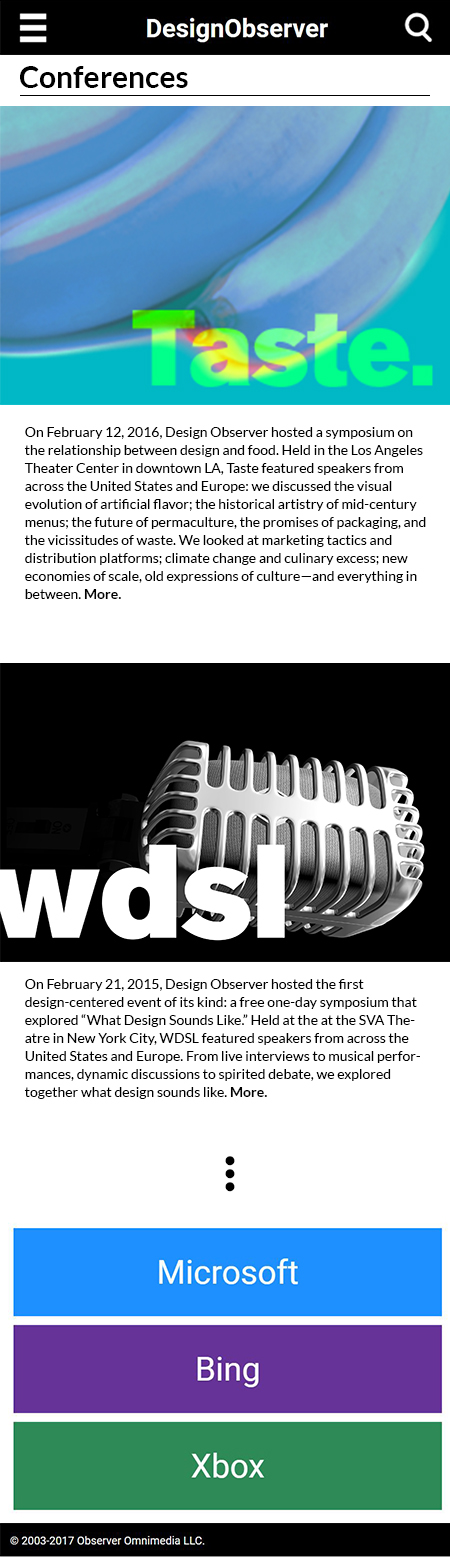 DesignObserver
Conferences
Taste.
On February 12, 2016, Design Observer hosted a symposium on
the relationship between design and food. Held in the Los Angeles
Theater Center in downtown LA, Taste featured speakers from
across the United States and Europe: we discussed the visual
evolution of artificial flavor; the historical artistry of mid-century
menus; the future of permaculture, the promises of packaging, and
the vicissitudes of waste. We looked at marketing tactics and
distribution platforms; climate change and culinary excess; new
economies of scale, old expressions of culture—and everything in
between. More.
wdsl
On February 21, 2015, Design Observer hosted the first
design-centered event of its kind: a free one-day symposium that
explored “What Design Sounds Like.” Held at the at the SVA The-
atre in New York City, WDSL featured speakers from across the
United States and Europe. From live interviews to musical perfor-
mances, dynamic discussions to spirited debate, we explored
together what design sounds like. More.
Microsoft
Bing
Xbox
© 2003-2017 Observer Omnimedia LLC.